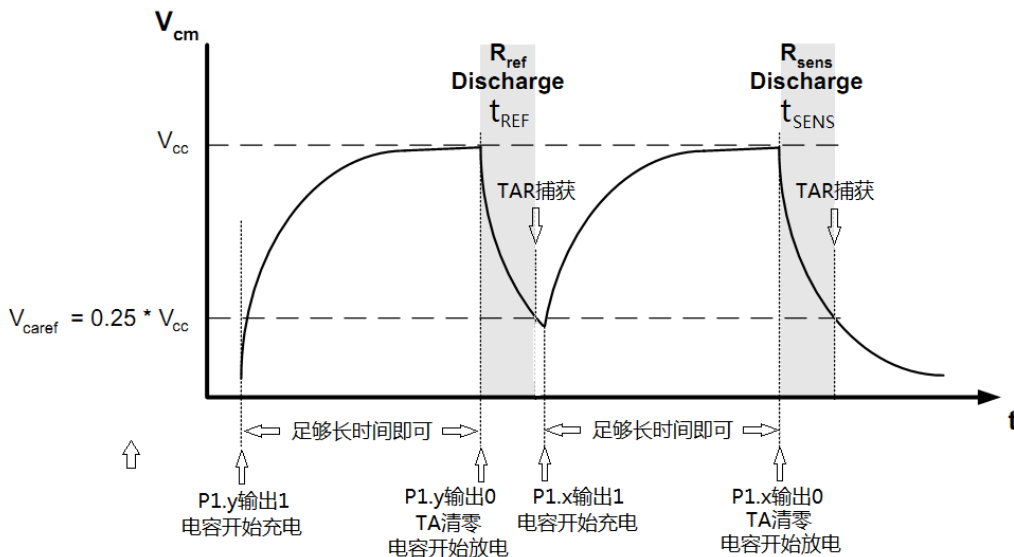 Vcm
Rref
Discharge
tREF
Rsens
Discharge
tSENS
Vcc
TAR捕获
TAR捕获
Vcaref = 0.25 * Vcc
t
足够长时间即可
足够长时间即可
P1.y输出1
电容开始充电
P1.y输出0
TA清零
电容开始放电
P1.x输出1
电容开始充电
P1.x输出0
TA清零
电容开始放电